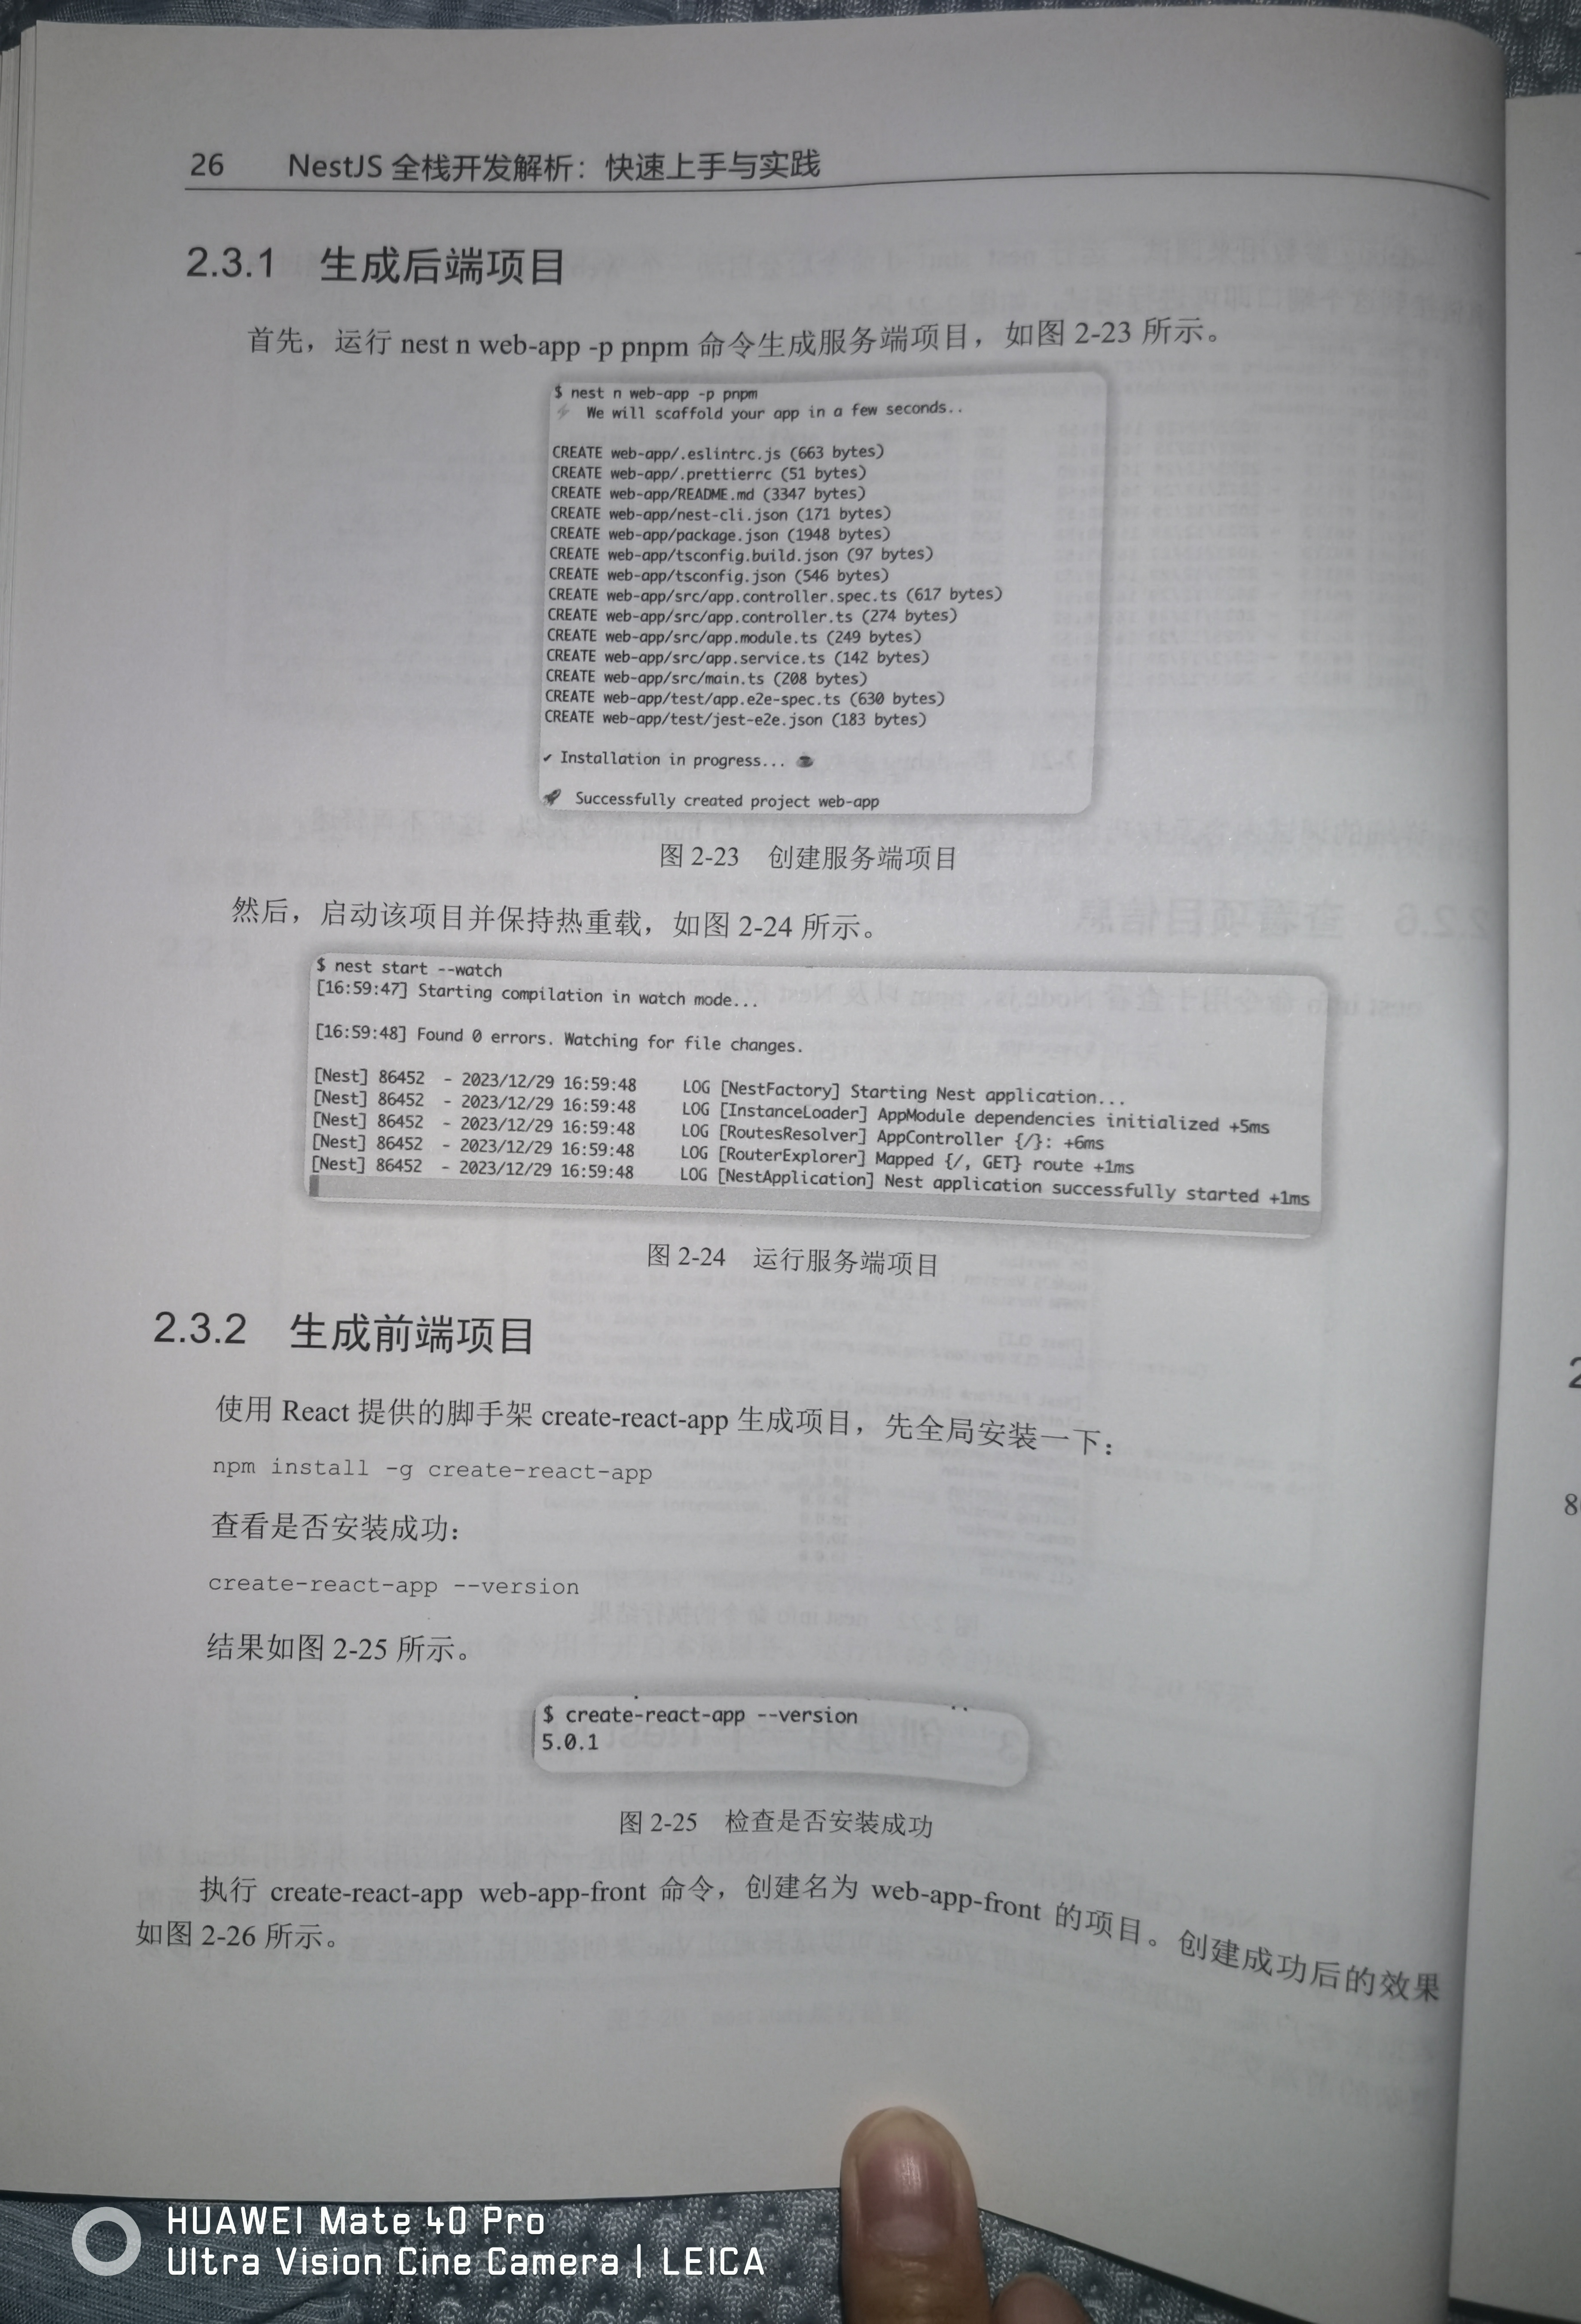 26 NestJS 全栈开发解析：快速上手与实践
2.3.1 生成后端项目
首先，运行 nest n web-app -p pnpm 命令生成服务端项目，如图 2-23 所示。
$ nest n web-app -p pnpm
⚡ We will scaffold your app in a few seconds..
CREATE web-app/.eslintrc.js (663 bytes)
CREATE web-app/.prettierrc (51 bytes)
CREATE web-app/README.md (3347 bytes)
CREATE web-app/nest-cli.json (171 bytes)
CREATE web-app/package.json (1948 bytes)
CREATE web-app/tsconfig.build.json (97 bytes)
CREATE web-app/tsconfig.json (546 bytes)
CREATE web-app/src/app.controller.spec.ts (617 bytes)
CREATE web-app/src/app.controller.ts (274 bytes)
CREATE web-app/src/app.module.ts (249 bytes)
CREATE web-app/src/app.service.ts (142 bytes)
CREATE web-app/src/main.ts (208 bytes)
CREATE web-app/test/app.e2e-spec.ts (630 bytes)
CREATE web-app/test/jest-e2e.json (183 bytes)
✔ Installation in progress... ☕
🚀 Successfully created project web-app
图 2-23 创建服务端项目
然后，启动该项目并保持热重载，如图 2-24 所示。
$ nest start --watch
[16:59:47] Starting compilation in watch mode...
[16:59:48] Found 0 errors. Watching for file changes.
[Nest] 86452 - 2023/12/29 16:59:48 LOG [NestFactory] Starting Nest application...
[Nest] 86452 - 2023/12/29 16:59:48 LOG [InstanceLoader] AppModule dependencies initialized +5ms
[Nest] 86452 - 2023/12/29 16:59:48 LOG [RoutesResolver] AppController {/}: +6ms
[Nest] 86452 - 2023/12/29 16:59:48 LOG [RouterExplorer] Mapped {/, GET} route +1ms
[Nest] 86452 - 2023/12/29 16:59:48 LOG [NestApplication] Nest application successfully started +1ms
图 2-24 运行服务端项目
2.3.2 生成前端项目
使用 React 提供的脚手架 create-react-app 生成项目，先全局安装一下：
npm install -g create-react-app
查看是否安装成功：
create-react-app --version
结果如图 2-25 所示。
$ create-react-app --version
5.0.1
图 2-25 检查是否安装成功
执行 create-react-app web-app-front 命令，创建名为 web-app-front 的项目。创建成功后的效果
如图 2-26 所示。
HUAWEI Mate 40 Pro
Ultra Vision Cine Camera | LEICA